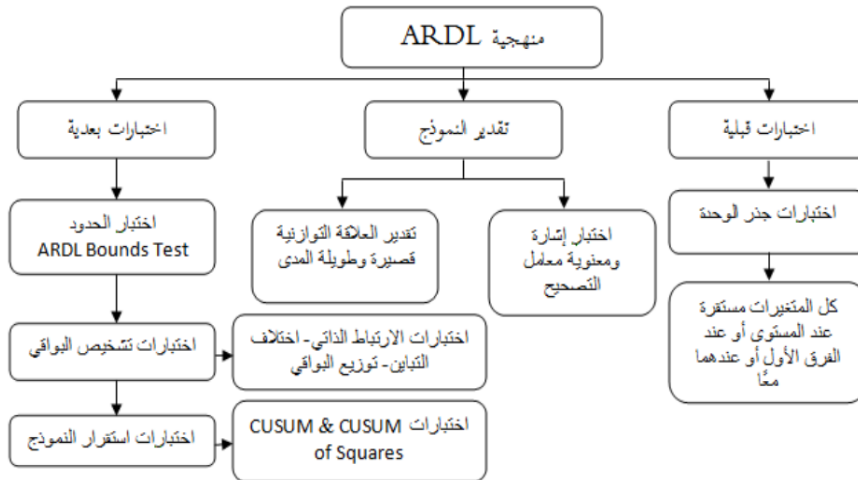 منهجية ARDL
اختبارات قبلية
تقدير النموذج
اختبارات بعدية
اختبارات جذر الوحدة
كل المتغيرات مستقرة
عند المستوى أو عند
الفرق الأول أو عندهما
معًا
اختبار إشارة
ومعنوية معامل
التصحيح
تقدير العلاقة التوازنية
قصيرة وطويلة المدى
اختبار الحدود
ARDL Bounds Test
اختبارات تشخيص البواقي
اختبارات الارتباط الذاتي- اختلاف
التباين- توزيع البواقي
اختبارات استقرار النموذج
اختبارات CUSUM & CUSUM
of Squares